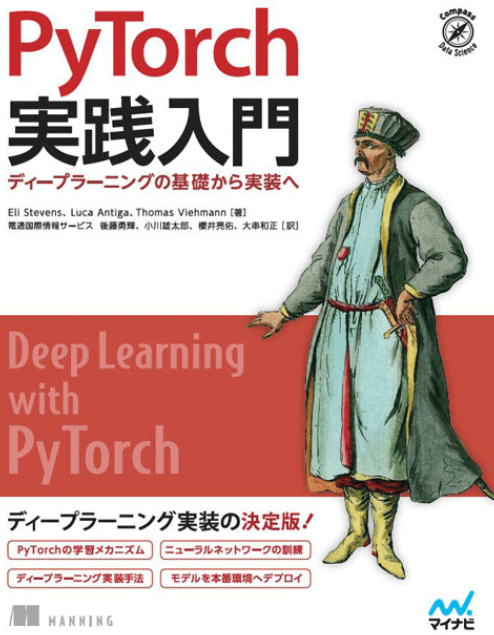 PyTorch
Compass
Data Science
実践入門
ディープラーニングの基礎から実装へ
Eli Stevens、Luca Antiga、Thomas Viehmann [著]
電通国際情報サービス 後藤勇輝、小川雄太郎、櫻井亮佑、大串和正 [訳]
Deep Learning
with
PyTorch
ディープラーニング実装の決定版!
PyTorchの学習メカニズム
ニューラルネットワークの訓練
ディープラーニング実装手法
モデルを本番環境へデプロイ
MANNING
マイナビ